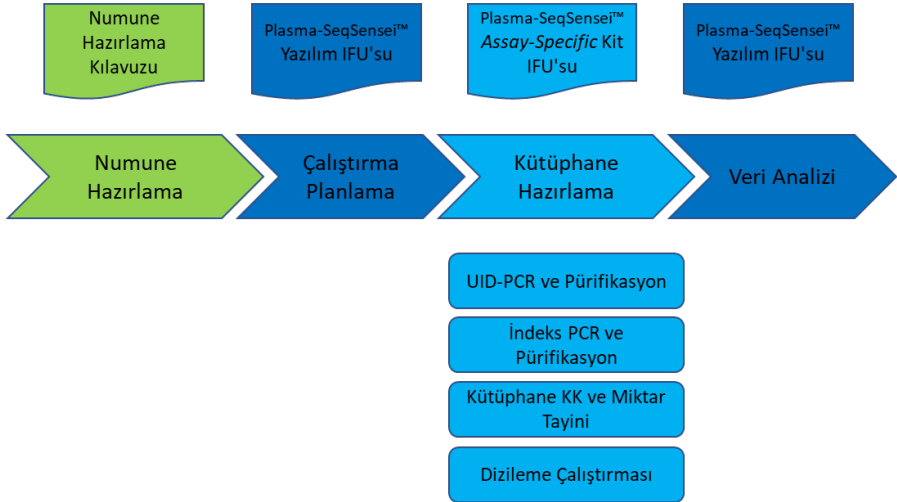 Numune
Hazırlama
Kılavuzu
Plasma-SeqSensei™
Yazılım IFU'su
Plasma-SeqSensei™
Assay-Specific Kit
IFU'su
Plasma-SeqSensei™
Yazılım IFU'su
Numune
Hazırlama
Çalıştırma
Planlama
Kütüphane
Hazırlama
Veri Analizi
UID-PCR ve Pürifikasyon
İndeks PCR ve
Pürifikasyon
Kütüphane KK ve Miktar
Tayini
Dizileme Çalıştırması